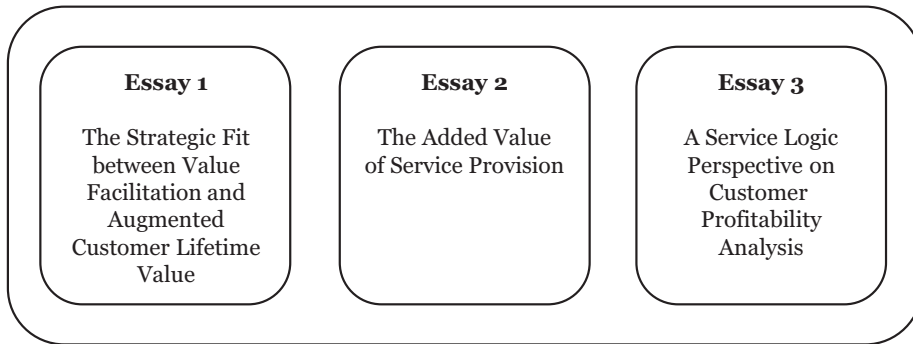 Essay 1
The Strategic Fit
between Value
Facilitation and
Augmented
Customer Lifetime
Value
Essay 2
The Added Value
of Service Provision
Essay 3
A Service Logic
Perspective on
Customer
Profitability
Analysis